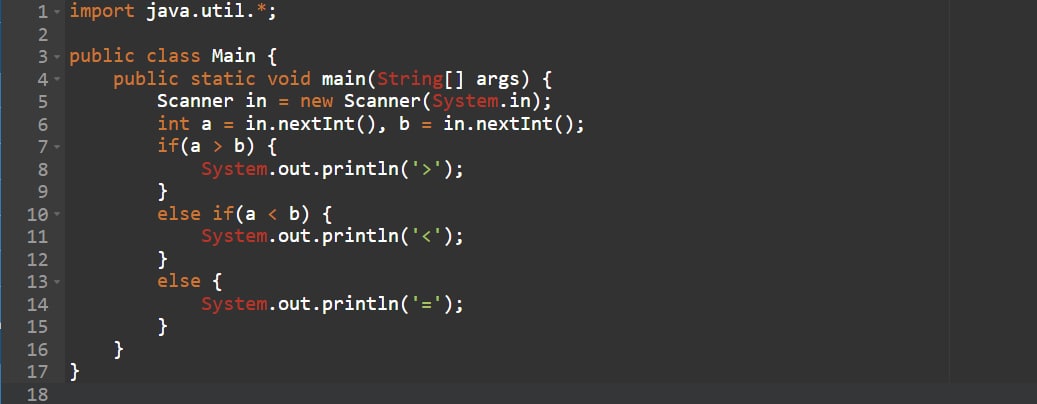 1 import java.util.*;
2
3 public class Main {
4     public static void main(String[] args) {
5         Scanner in = new Scanner(System.in);
6         int a = in.nextInt(), b = in.nextInt();
7         if(a > b) {
8             System.out.println('>');
9         }
10         else if(a < b) {
11             System.out.println('<');
12         }
13         else {
14             System.out.println('=');
15         }
16     }
17 }
18